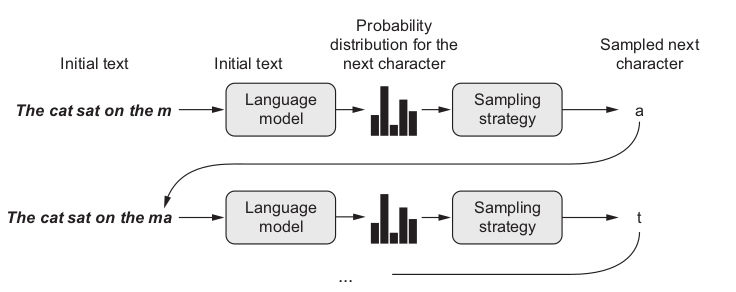 Probability
distribution for the
next character
Initial text
Initial text
Sampled next
character
The cat sat on the m
Language
model
Sampling
strategy
a
The cat sat on the ma
Language
model
Sampling
strategy
t
...